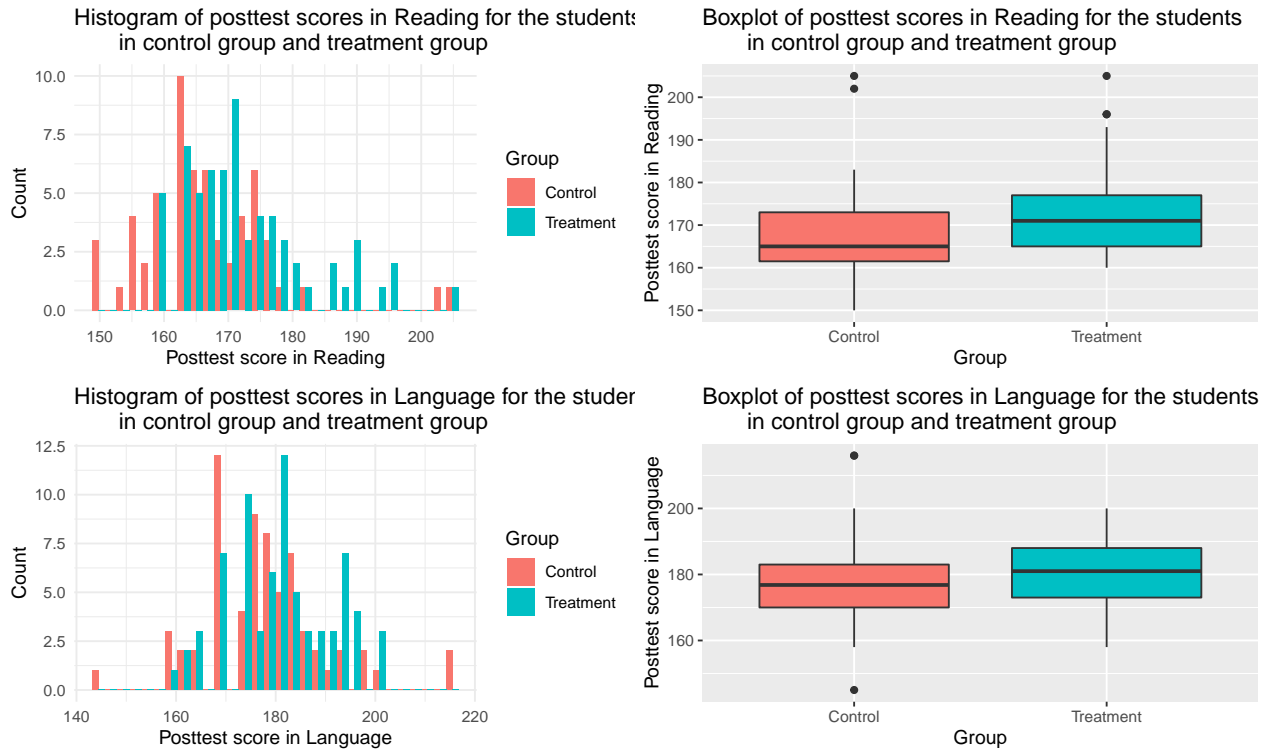 Histogram of posttest scores in Reading for the students
in control group and treatment group
10.0
7.5
5.0
2.5
0.0
Count
150 160 170 180 190 200
Posttest score in Reading
Group
Control
Treatment
Boxplot of posttest scores in Reading for the students
in control group and treatment group
200
190
180
170
160
150
Posttest score in Reading
Control Treatment
Group
Histogram of posttest scores in Language for the studen
in control group and treatment group
12.5
10.0
7.5
5.0
2.5
0.0
Count
140 160 180 200 220
Posttest score in Language
Group
Control
Treatment
Boxplot of posttest scores in Language for the students
in control group and treatment group
200
180
160
Posttest score in Language
Control Treatment
Group